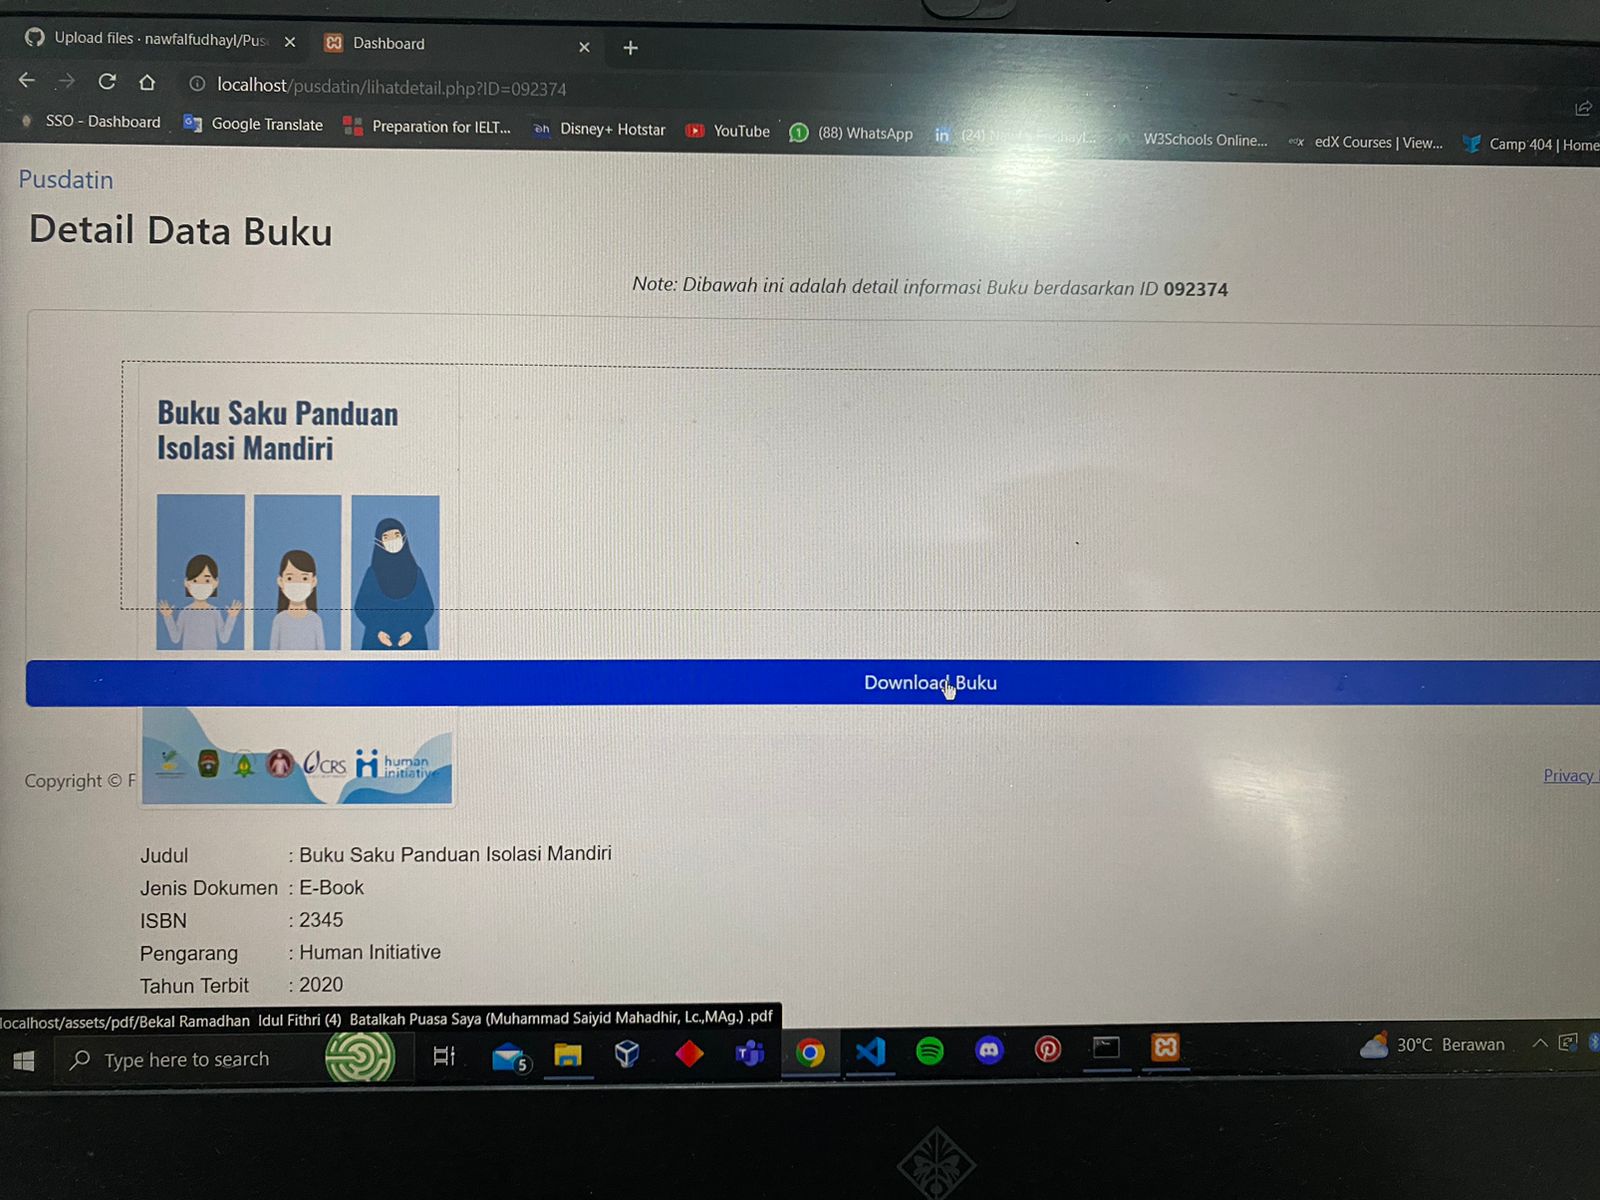 Upload files · nawfalfudhayl/Pus
Dashboard
localhost/pusdatin/lihatdetail.php?ID=092374
SSO - Dashboard
Google Translate
Preparation for IELT...
Disney+ Hotstar
YouTube
(88) WhatsApp
W3Schools Online...
edX Courses | View...
Camp 404 | Home
Pusdatin
Detail Data Buku
Note: Dibawah ini adalah detail informasi Buku berdasarkan ID 092374
Buku Saku Panduan
Isolasi Mandiri
Download Buku
CRS
human
initiative
Copyright © F
Privacy
Judul : Buku Saku Panduan Isolasi Mandiri
Jenis Dokumen : E-Book
ISBN : 2345
Pengarang : Human Initiative
Tahun Terbit : 2020
localhost/assets/pdf/Bekal Ramadhan Idul Fithri (4) Batalkah Puasa Saya (Muhammad Saiyid Mahadhir, Lc.,MAg.) .pdf
Type here to search
5
30°C Berawan